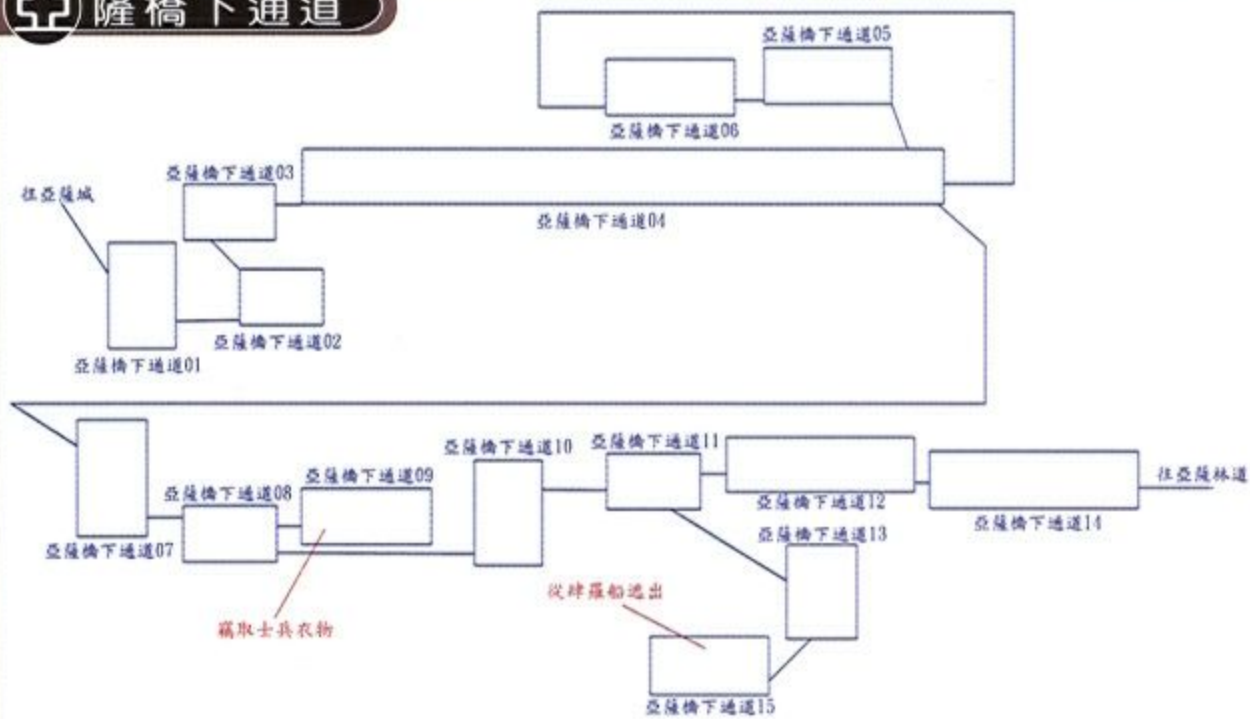 亞薩橋下通道
亞薩橋下通道05
亞薩橋下通道06
亞薩橋下通道03
往亞薩城
亞薩橋下通道04
亞薩橋下通道02
亞薩橋下通道01
亞薩橋下通道10
亞薩橋下通道11
亞薩橋下通道09
往亞薩林道
亞薩橋下通道08
亞薩橋下通道12
亞薩橋下通道14
亞薩橋下通道13
亞薩橋下通道07
從肆羅船逃出
竊取士兵衣物
亞薩橋下通道15